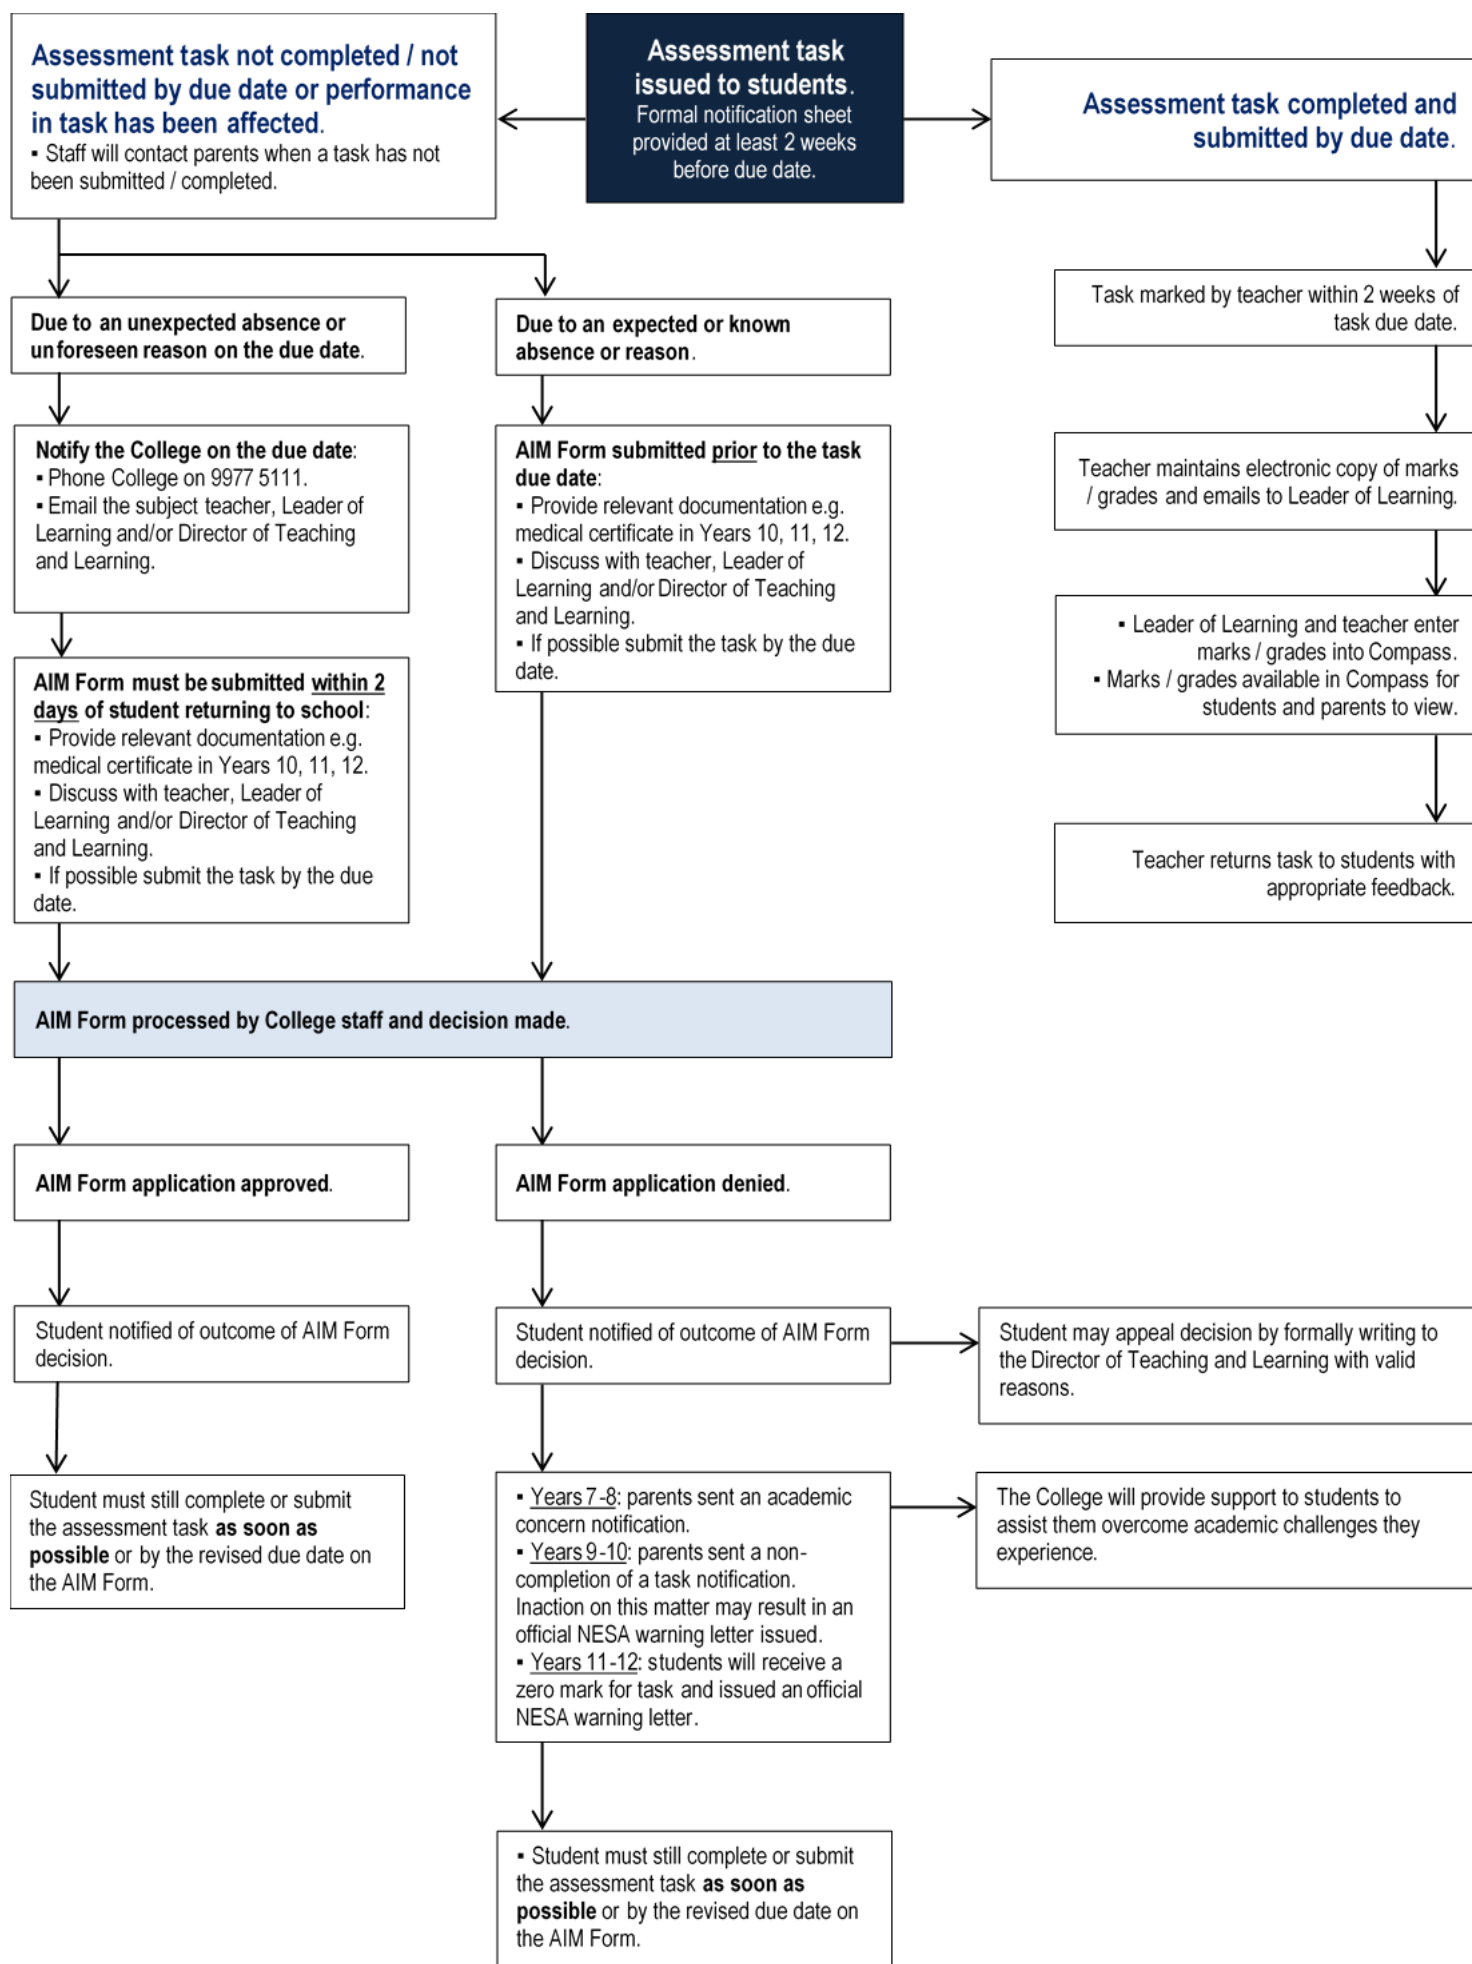 Assessment task not completed / not
submitted by due date or performance
in task has been affected.
▪ Staff will contact parents when a task has not
been submitted / completed.
Assessment task
issued to students.
Formal notification sheet
provided at least 2 weeks
before due date.
Assessment task completed and
submitted by due date.
Due to an unexpected absence or
unforeseen reason on the due date.
Due to an expected or known
absence or reason.
Task marked by teacher within 2 weeks of
task due date.
Notify the College on the due date:
▪ Phone College on 9977 5111.
▪ Email the subject teacher, Leader of
Learning and/or Director of Teaching
and Learning.
AIM Form submitted prior to the task
due date:
▪ Provide relevant documentation e.g.
medical certificate in Years 10, 11, 12.
▪ Discuss with teacher, Leader of
Learning and/or Director of Teaching
and Learning.
▪ If possible submit the task by the due
date.
Teacher maintains electronic copy of marks
/ grades and emails to Leader of Learning.
▪ Leader of Learning and teacher enter
marks / grades into Compass.
▪ Marks / grades available in Compass for
students and parents to view.
AIM Form must be submitted within 2
days of student returning to school:
▪ Provide relevant documentation e.g.
medical certificate in Years 10, 11, 12.
▪ Discuss with teacher, Leader of
Learning and/or Director of Teaching
and Learning.
▪ If possible submit the task by the due
date.
Teacher returns task to students with
appropriate feedback.
AIM Form processed by College staff and decision made.
AIM Form application approved.
AIM Form application denied.
Student notified of outcome of AIM Form
decision.
Student notified of outcome of AIM Form
decision.
Student may appeal decision by formally writing to
the Director of Teaching and Learning with valid
reasons.
Student must still complete or submit
the assessment task as soon as
possible or by the revised due date on
the AIM Form.
▪ Years 7-8: parents sent an academic
concern notification.
▪ Years 9-10: parents sent a non-
completion of a task notification.
Inaction on this matter may result in an
official NESA warning letter issued.
▪ Years 11-12: students will receive a
zero mark for task and issued an official
NESA warning letter.
The College will provide support to students to
assist them overcome academic challenges they
experience.
▪ Student must still complete or submit
the assessment task as soon as
possible or by the revised due date on
the AIM Form.